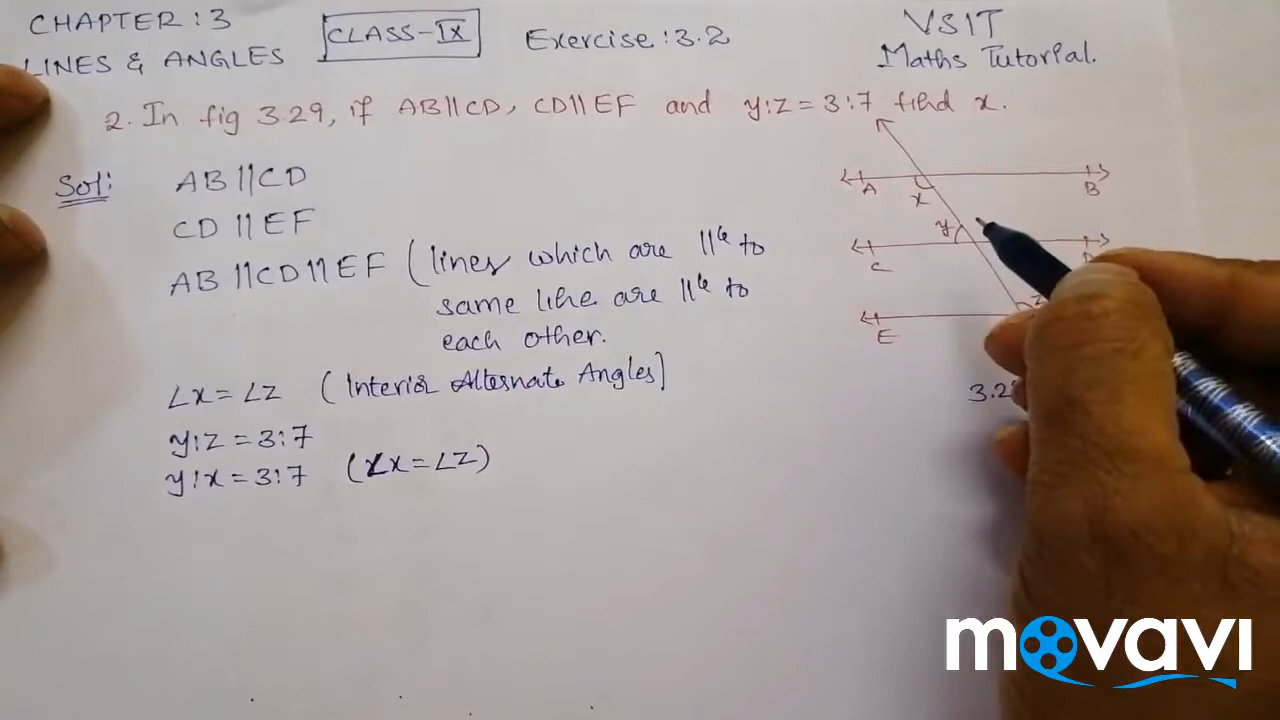 CHAPTER : 3
LINES & ANGLES
CLASS-IX
Exercise : 3.2
VSIT
Maths Tutorial.
2. In fig 3.29, if AB||CD, CD||EF and y:z = 3:7 find x.
Sol:
AB||CD
CD||EF
AB||CD||EF (lines which are ||le to
same line are ||le to
each other.
∠x = ∠z (Interior Alternate Angles]
y:z = 3:7
y:x = 3:7 (∠x = ∠z)
A B
x
y
C
z
E
movavi